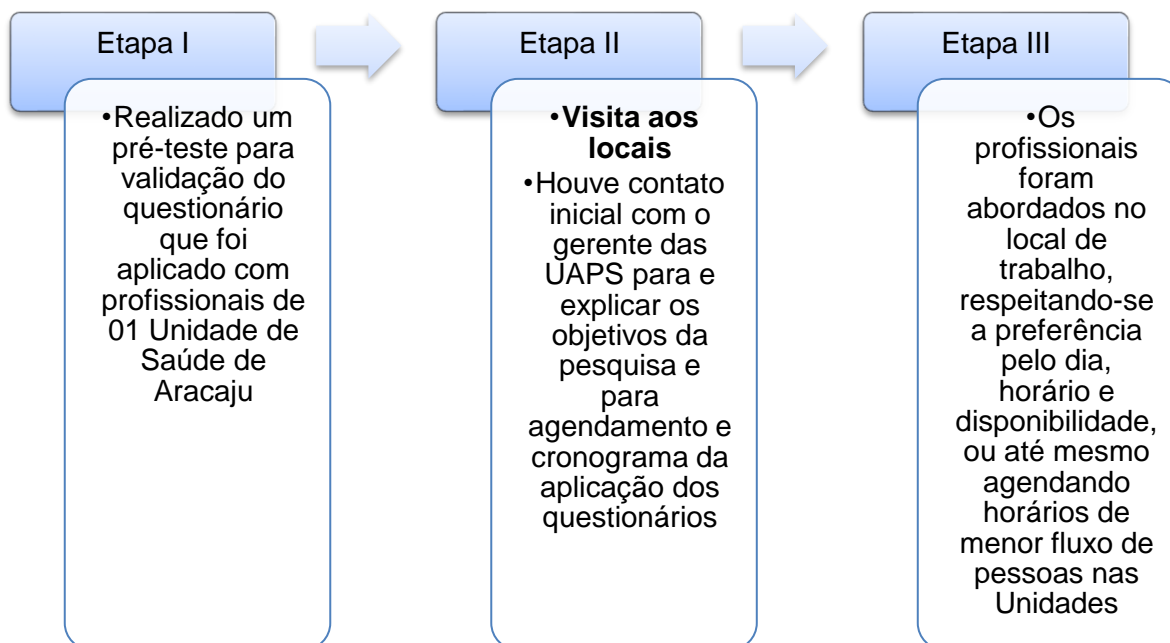 Etapa I
•Realizado um
pré-teste para
validação do
questionário
que foi
aplicado com
profissionais de
01 Unidade de
Saúde de
Aracaju
Etapa II
•Visita aos
locais
•Houve contato
inicial com o
gerente das
UAPS para e
explicar os
objetivos da
pesquisa e
para
agendamento e
cronograma da
aplicação dos
questionários
Etapa III
•Os
profissionais
foram
abordados no
local de
trabalho,
respeitando-se
a preferência
pelo dia,
horário e
disponibilidade,
ou até mesmo
agendando
horários de
menor fluxo de
pessoas nas
Unidades